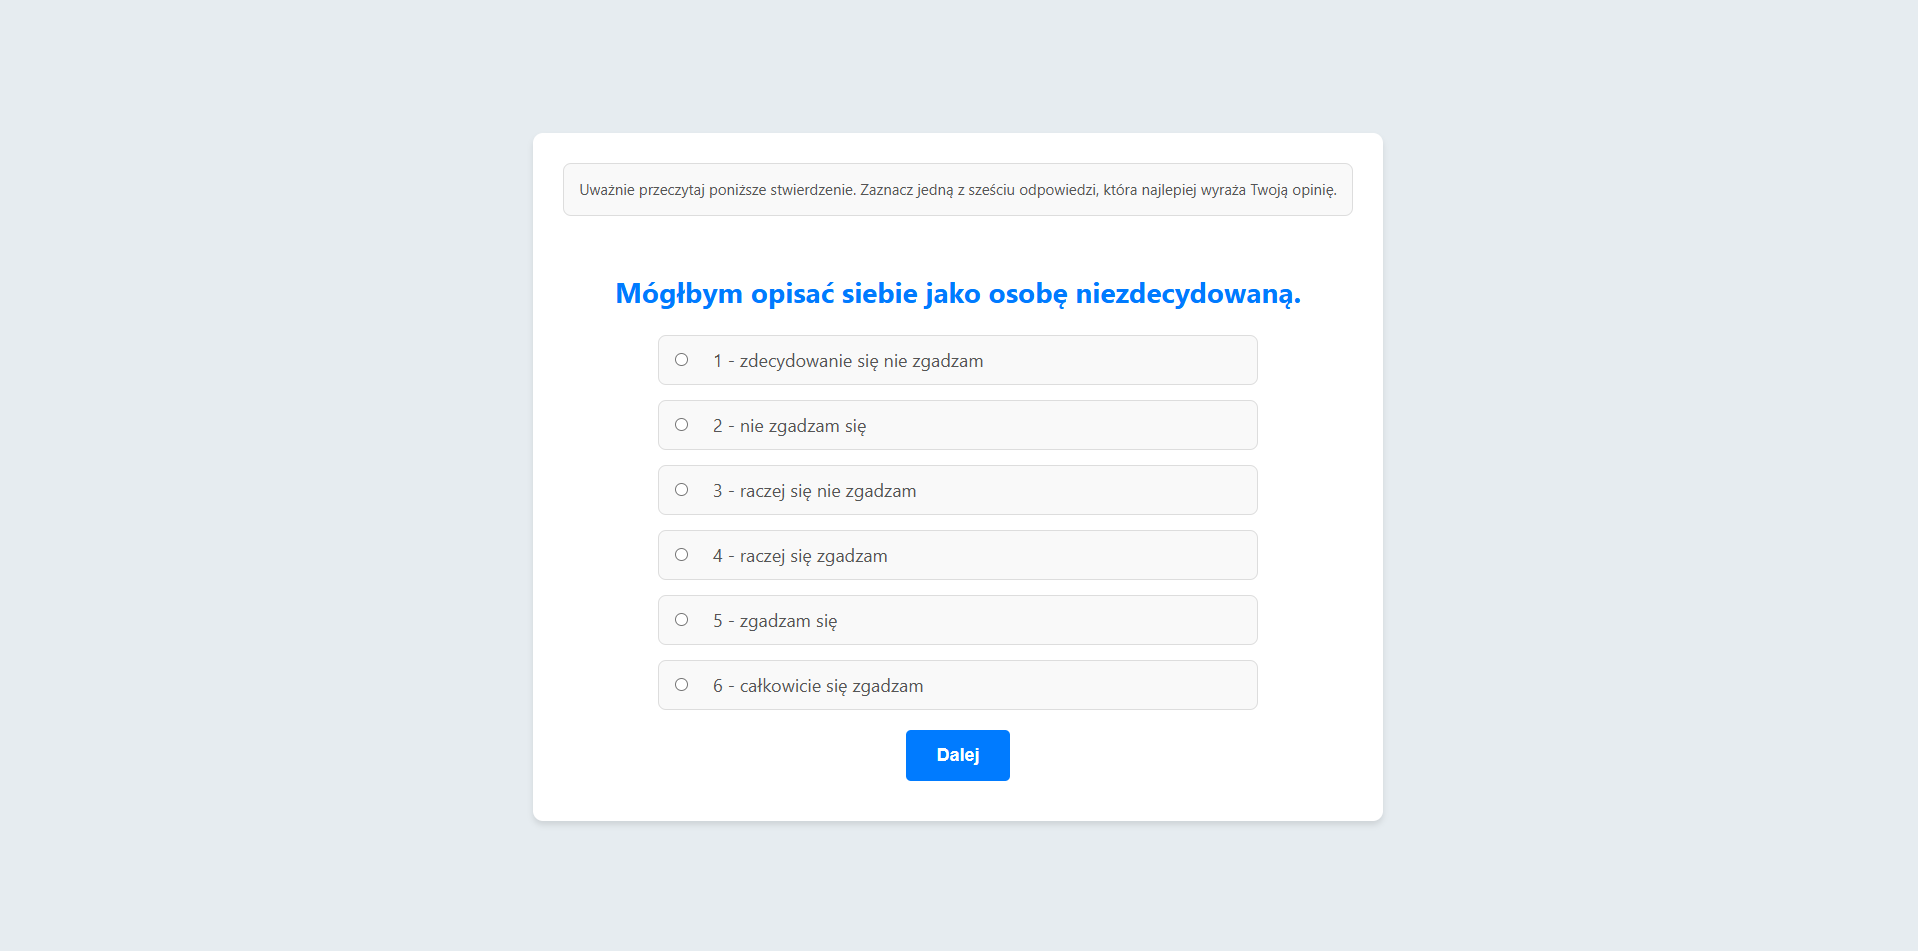 Uważnie przeczytaj poniższe stwierdzenie. Zaznacz jedną z sześciu odpowiedzi, która najlepiej wyraża Twoją opinię.
Mógłbym opisać siebie jako osobę niezdecydowaną.
1 - zdecydowanie się nie zgadzam
2 - nie zgadzam się
3 - raczej się nie zgadzam
4 - raczej się zgadzam
5 - zgadzam się
6 - całkowicie się zgadzam
Dalej